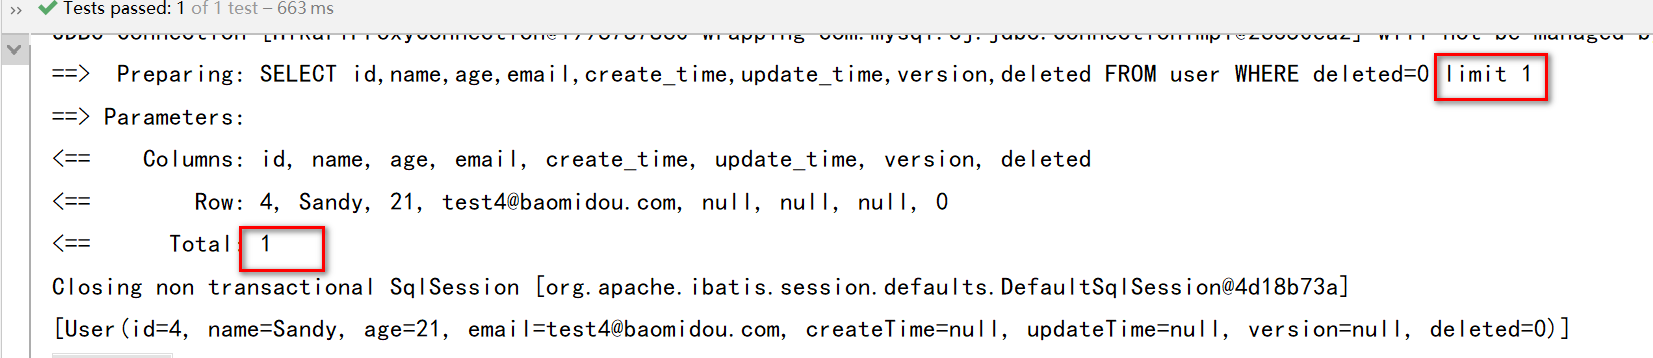 Tests passed: 1 of 1 test – 663 ms
==>  Preparing: SELECT id,name,age,email,create_time,update_time,version,deleted FROM user WHERE deleted=0 limit 1
==> Parameters:
<==    Columns: id, name, age, email, create_time, update_time, version, deleted
<==        Row: 4, Sandy, 21, test4@baomidou.com, null, null, null, 0
<==      Total: 1
Closing non transactional SqlSession [org.apache.ibatis.session.defaults.DefaultSqlSession@4d18b73a]
[User(id=4, name=Sandy, age=21, email=test4@baomidou.com, createTime=null, updateTime=null, version=null, deleted=0)]